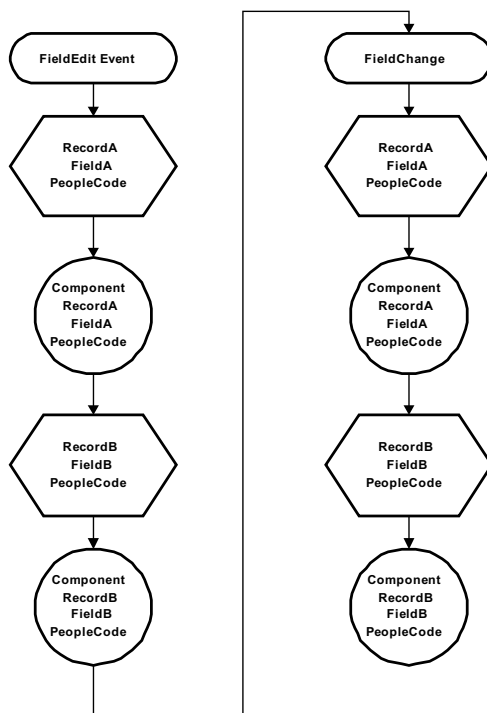 FieldEdit Event
RecordA
FieldA
PeopleCode
Component
RecordA
FieldA
PeopleCode
RecordB
FieldB
PeopleCode
Component
RecordB
FieldB
PeopleCode
FieldChange
RecordA
FieldA
PeopleCode
Component
RecordA
FieldA
PeopleCode
RecordB
FieldB
PeopleCode
Component
RecordB
FieldB
PeopleCode